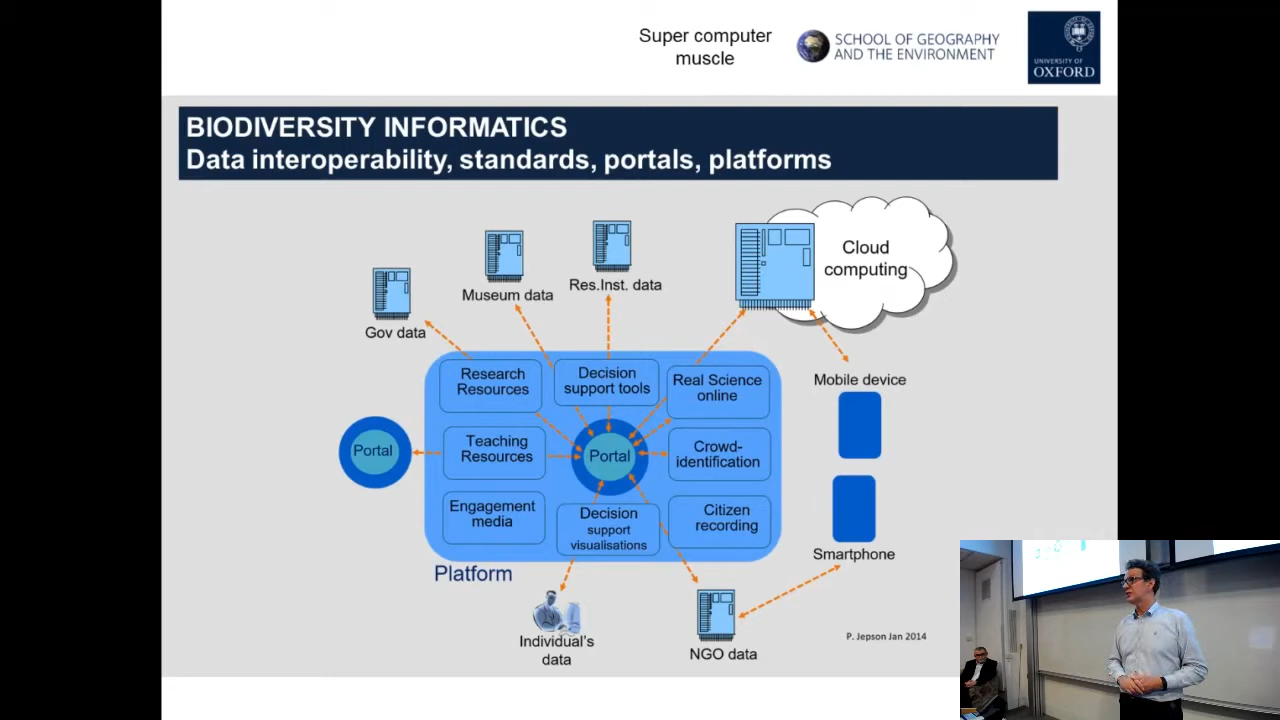 Super computer
muscle
SCHOOL OF GEOGRAPHY
AND THE ENVIRONMENT
UNIVERSITY OF
OXFORD
BIODIVERSITY INFORMATICS
Data interoperability, standards, portals, platforms
Cloud
computing
Museum data
Res.Inst. data
Gov data
Mobile device
Research
Resources
Decision
support tools
Real Science
online
Portal
Teaching
Resources
Portal
Crowd-
identification
Engagement
media
Decision
support
visualisations
Citizen
recording
Smartphone
Platform
Individual's
data
NGO data
P. Jepson Jan 2014